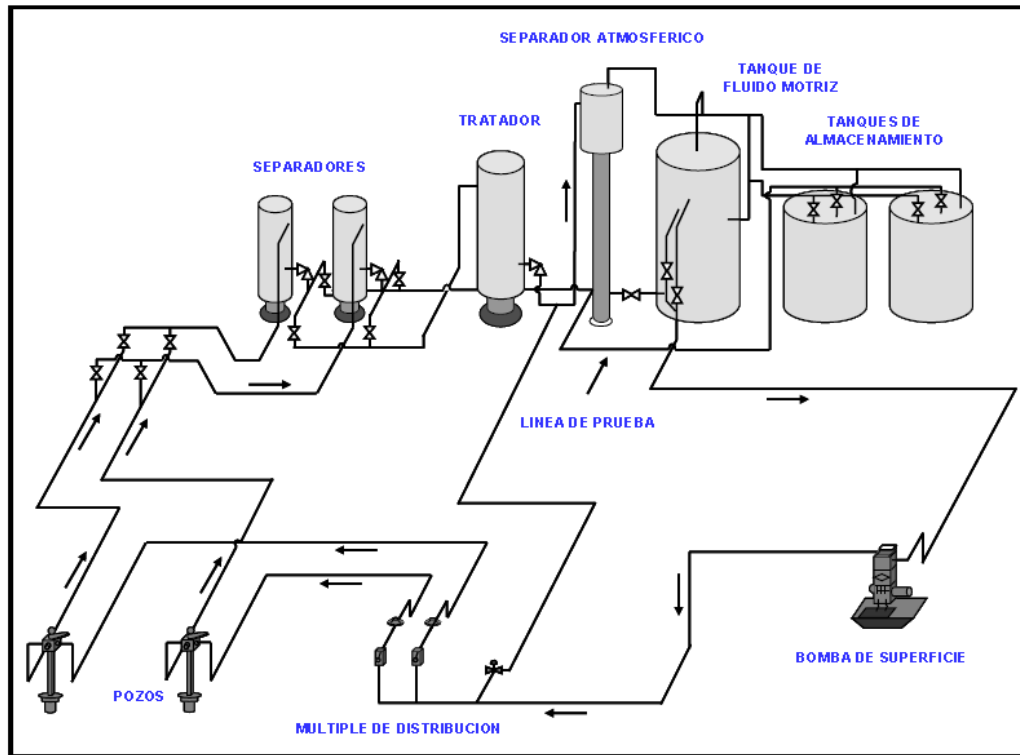 SEPARADOR ATMOSFERICO
TANQUE DE
FLUIDO MOTRIZ
TANQUES DE
ALMACENAMIENTO
TRATADOR
SEPARADORES
LINEA DE PRUEBA
BOMBA DE SUPERFICIE
POZOS
MULTIPLE DE DISTRIBUCION